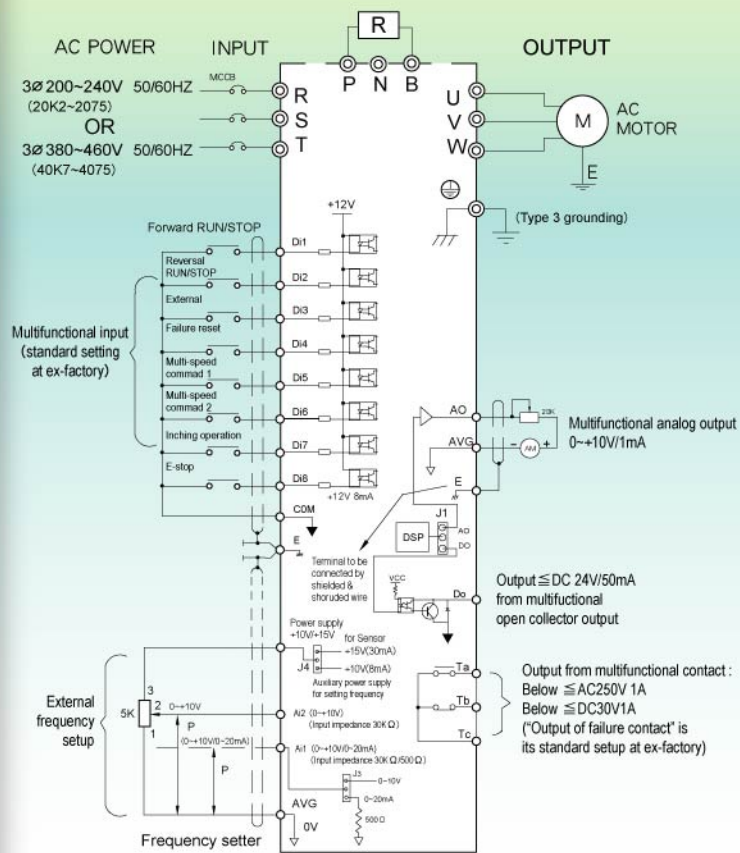 R
AC POWER
INPUT
OUTPUT
P N B
3ø 200~240V 50/60HZ
MCCB
(20K2~2075)
OR
3ø 380~460V 50/60HZ
(40K7~4075)
R
S
T
U
V
W
M
AC
MOTOR
E
(Type 3 grounding)
+12V
Forward RUN/STOP
Di1
Reversal
RUN/STOP
Di2
External
Di3
Failure reset
Di4
Multi-speed
commad 1
Di5
Multi-speed
commad 2
Di6
Inching operation
Di7
E-stop
Di8
+12V 8mA
COM
E
Multifunctional input
(standard setting
at ex-factory)
AO
20K
AVG
AM
- +
E
Multifunctional analog output
0~+10V/1mA
J1
AO
DSP
DO
Terminal to be
connected by
shielded &
shoruded wire
VCC
Do
Output≦DC 24V/50mA
from multifuctional
open collector output
Power supply
+10V/+15V
for Sensor
+15V(30mA)
J4
+10V(8mA)
Auxiliary power supply
for setting frequency
Ta
Tb
Tc
Output from multifunctional contact :
Below ≦AC250V 1A
Below ≦DC30V1A
("Output of failure contact" is
its standard setup at ex-factory)
External
frequency
setup
3
5K
2
1
0~+10V
P
Ai2 (0~+10V)
(Input impedance 30KΩ)
(0~+10V/0~20mA)
P
Ai1 (0~+10V/0~20mA)
(Input impedance 30KΩ/500Ω)
J3
0~10V
0~20mA
500Ω
AVG
0V
Frequency setter